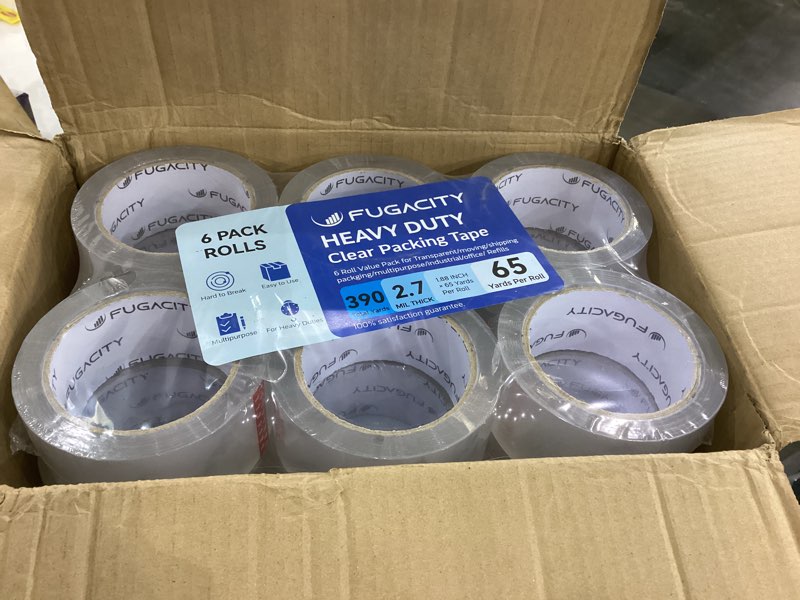 6 PACK
ROLLS
Hard to Break
Easy to Use
Multipurpose
For Heavy Duties
FUGACITY
HEAVY DUTY
Clear Packing Tape
6 Roll Value Pack for Transparent/moving/shipping
packaging/multipurpose/industrial/office/ Refills
390
2.7
MIL THICK
1.88 INCH
× 65 Yards
Per Roll
65
Yards Per Roll
100% satisfaction guarantee.
FUGACITY
FUGACITY
FUGACITY
FUGACITY
FUGACITY
FUGACITY
FUGACITY
FUGACITY